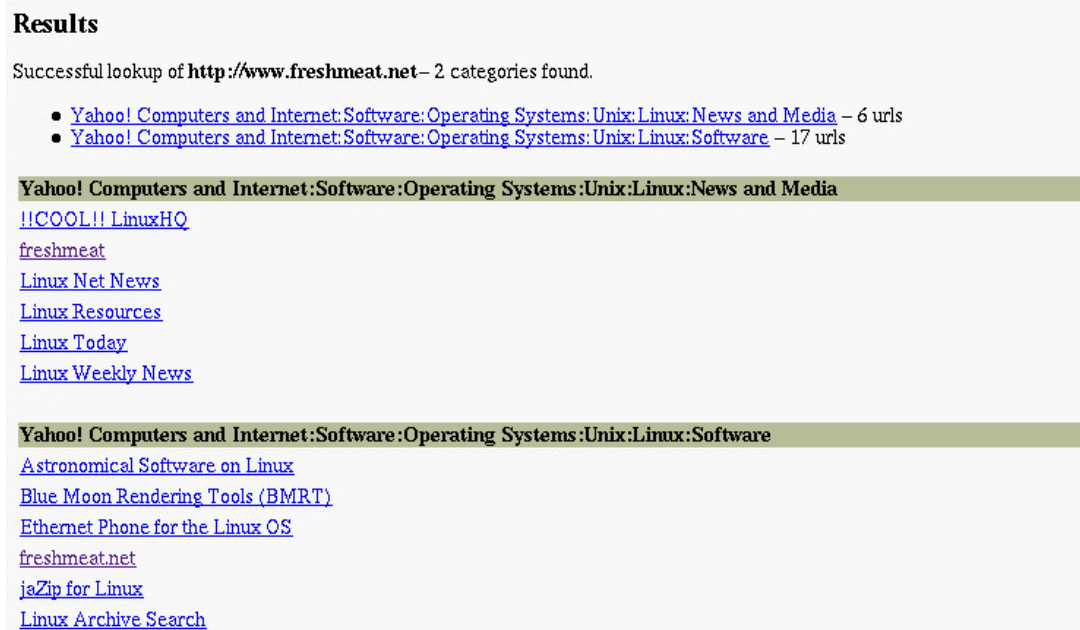 Results
Successful lookup of http://www.freshmeat.net– 2 categories found.
• Yahoo! Computers and Internet:Software:Operating Systems:Unix:Linux:News and Media – 6 urls
• Yahoo! Computers and Internet:Software:Operating Systems:Unix:Linux:Software – 17 urls
Yahoo! Computers and Internet:Software:Operating Systems:Unix:Linux:News and Media
!!COOL!! LinuxHQ
freshmeat
Linux Net News
Linux Resources
Linux Today
Linux Weekly News
Yahoo! Computers and Internet:Software:Operating Systems:Unix:Linux:Software
Astronomical Software on Linux
Blue Moon Rendering Tools (BMRT)
Ethernet Phone for the Linux OS
freshmeat.net
jaZip for Linux
Linux Archive Search